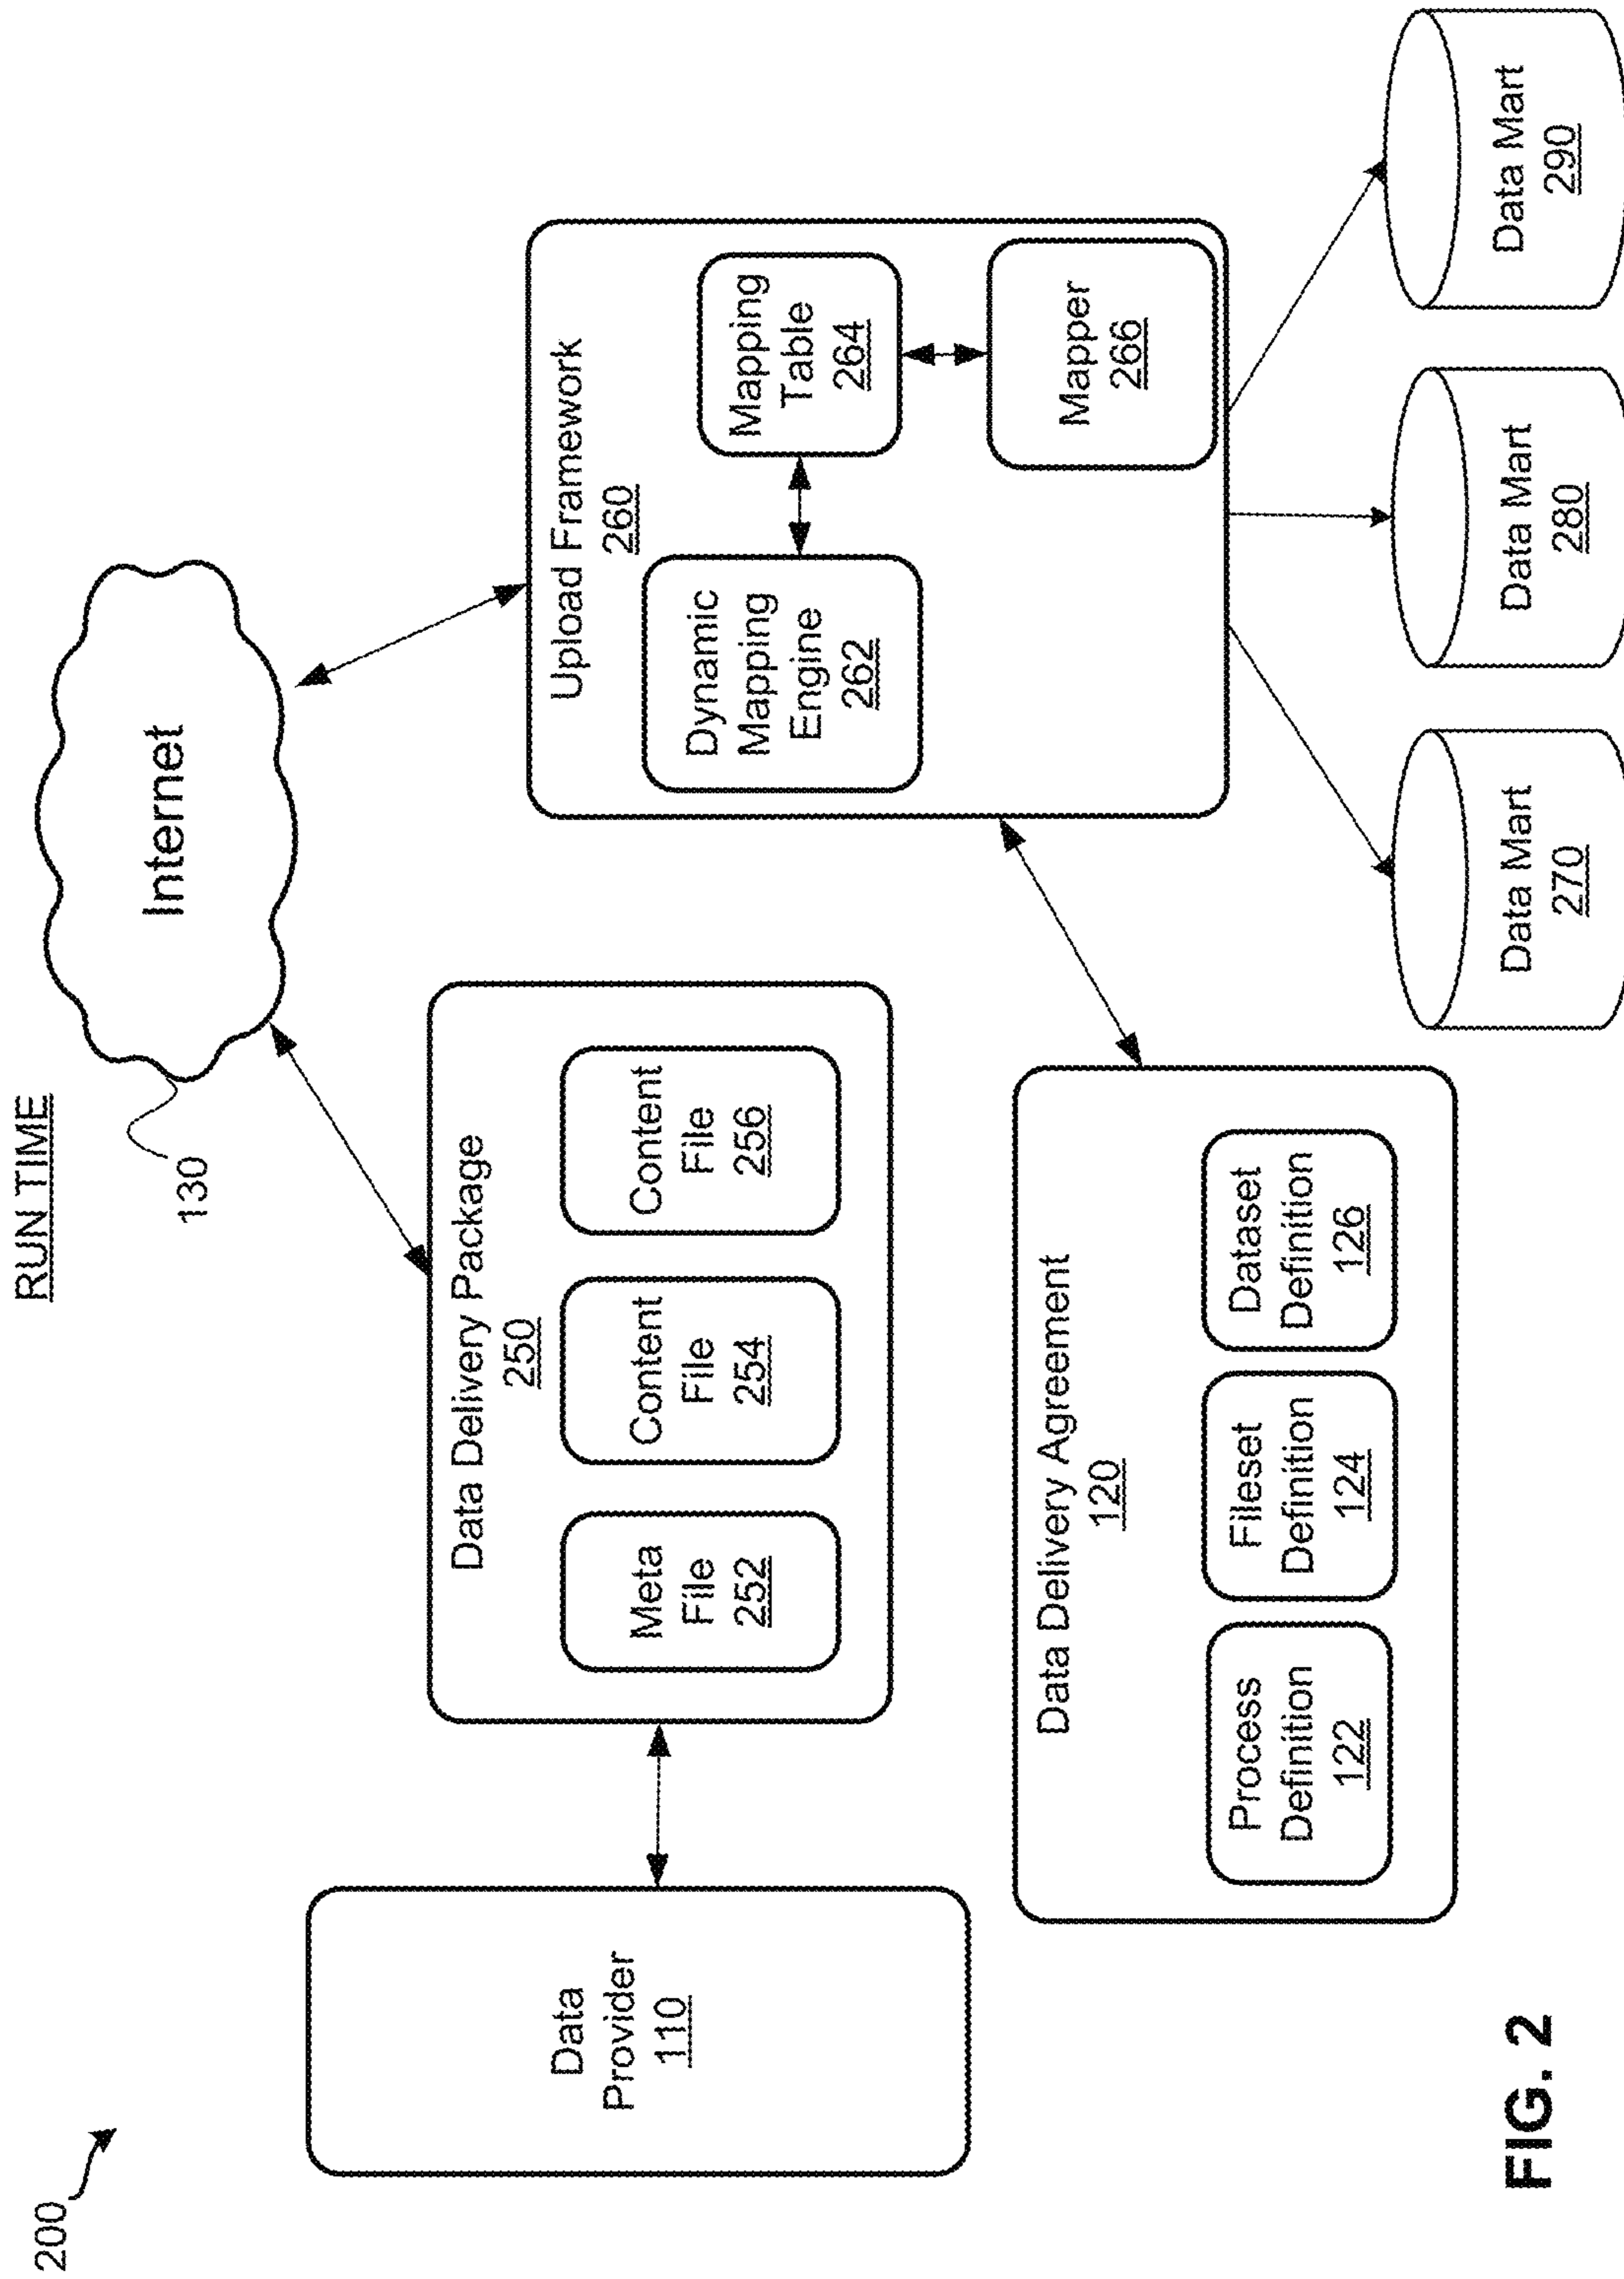 200
RUN TIME
130
Internet
Data
Provider
110
Data Delivery Package
250
Meta
File
252
Content
File
254
Content
File
256
Upload Framework
260
Dynamic
Mapping
Engine
262
Mapping
Table
264
Mapper
266
Data Delivery Agreement
120
Process
Definition
122
Fileset
Definition
124
Dataset
Definition
126
Data Mart
270
Data Mart
280
Data Mart
290
FIG. 2